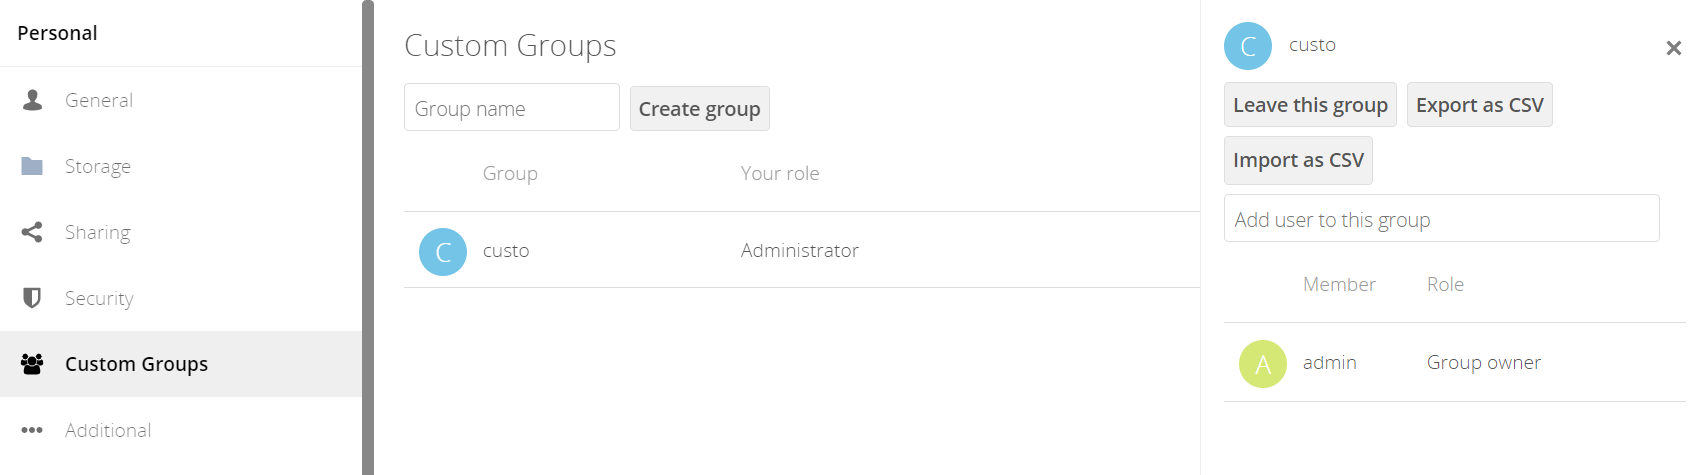 Personal
General
Storage
Sharing
Security
Custom Groups
Additional
Custom Groups
Group name
Create group
Group Your role
C custo Administrator
C custo
Leave this group Export as CSV
Import as CSV
Add user to this group
Member Role
A admin Group owner